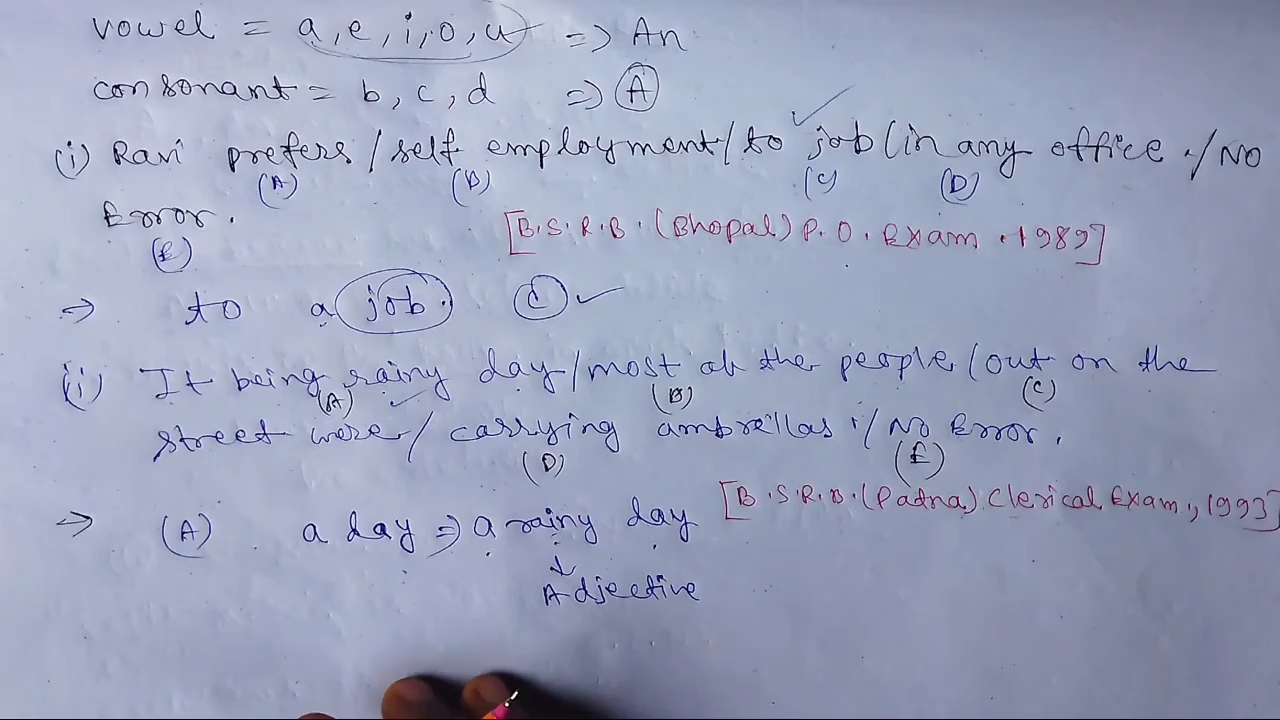 vowel = a, e, i, o, u => An
consonant = b, c, d => A
(i) Ravi prefers / self employment / to job / in any office . / No
(A) (B) (C) (D)
Error.
(E)
[B.S.R.B. (Bhopal) P.O. Exam . 1989]
=> to a job. C ✓
(ii) It being rainy day / most of the people / out on the
(A) (B) (C)
street were / carrying umbrellas . / No Error.
(D) (E)
=> (A) a day => a rainy day [B.S.R.B. (Patna) Clerical Exam., 1993]
↓
Adjective